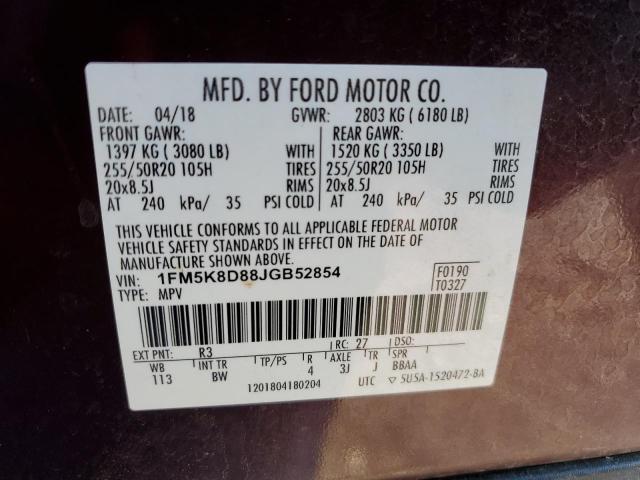 MFD. BY FORD MOTOR CO.
DATE: 04/18 GVWR: 2803 KG ( 6180 LB)
FRONT GAWR: REAR GAWR:
1397 KG ( 3080 LB) WITH 1520 KG ( 3350 LB) WITH
255/50R20 105H TIRES 255/50R20 105H TIRES
20x8.5J RIMS 20x8.5J RIMS
AT 240 kPa/ 35 PSI COLD AT 240 kPa/ 35 PSI COLD
THIS VEHICLE CONFORMS TO ALL APPLICABLE FEDERAL MOTOR
VEHICLE SAFETY STANDARDS IN EFFECT ON THE DATE OF
MANUFACTURE SHOWN ABOVE.
VIN: 1FM5K8D88JGB52854 F0190
TYPE: MPV T0327
EXT PNT: R3 RC: 27 DSO:
WB INT TR TP/PS R AXLE TR SPR
113 BW 4 3J J BBAA
1201804180204 UTC ▽ 5U5A-1520472-BA